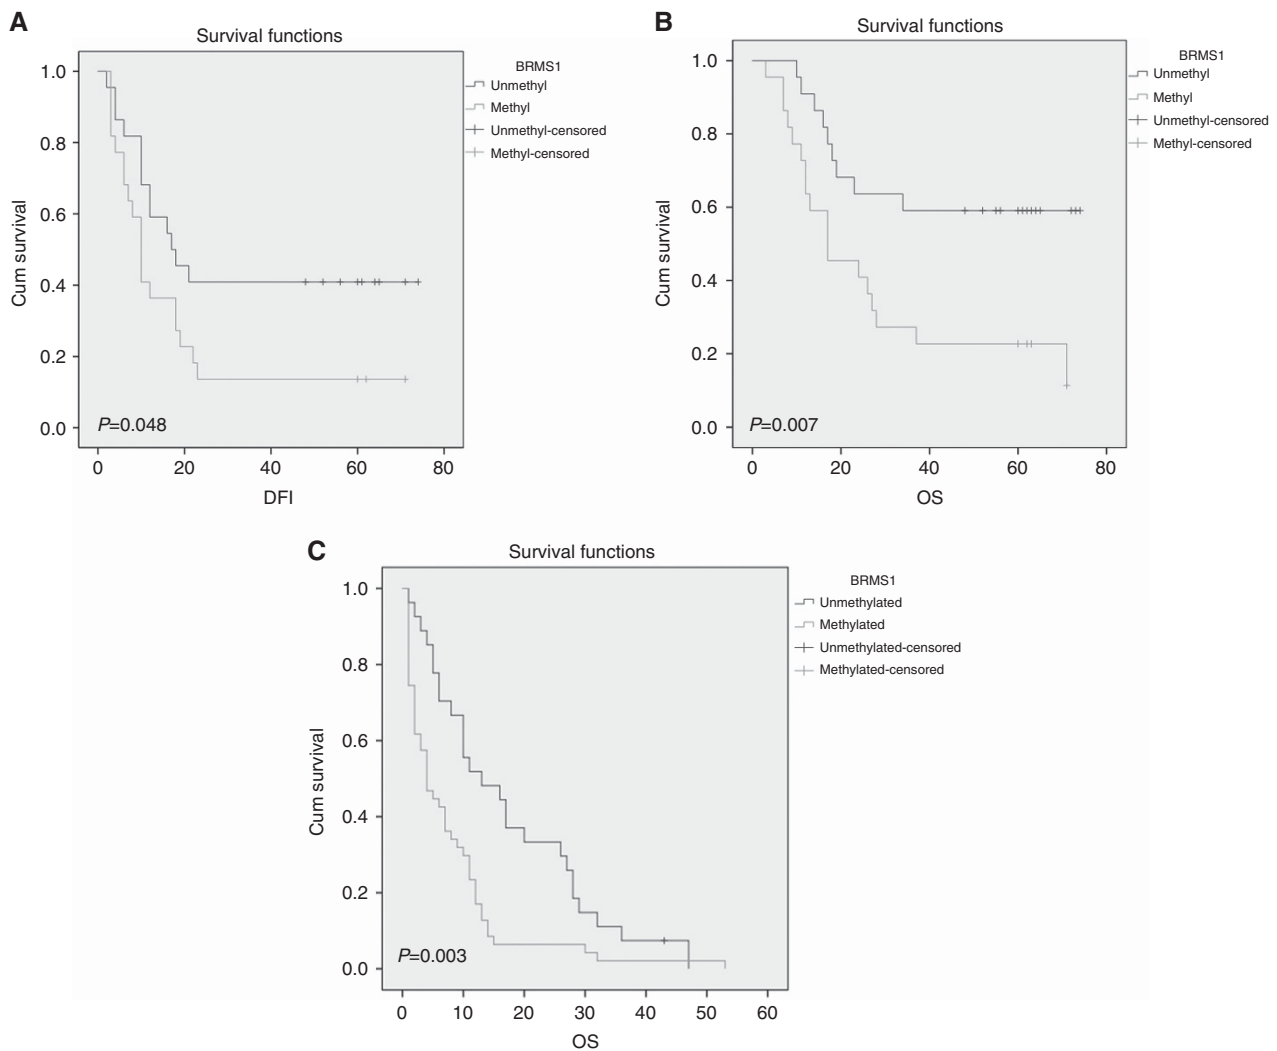 A
Survival functions
BRMS1
Unmethyl
Methyl
Unmethyl-censored
Methyl-censored
Cum survival
1.0
0.8
0.6
0.4
0.2
0.0
P=0.048
0 20 40 60 80
DFI
B
Survival functions
BRMS1
Unmethyl
Methyl
Unmethyl-censored
Methyl-censored
Cum survival
1.0
0.8
0.6
0.4
0.2
0.0
P=0.007
0 20 40 60 80
OS
C
Survival functions
BRMS1
Unmethylated
Methylated
Unmethylated-censored
Methylated-censored
Cum survival
1.0
0.8
0.6
0.4
0.2
0.0
P=0.003
0 10 20 30 40 50 60
OS